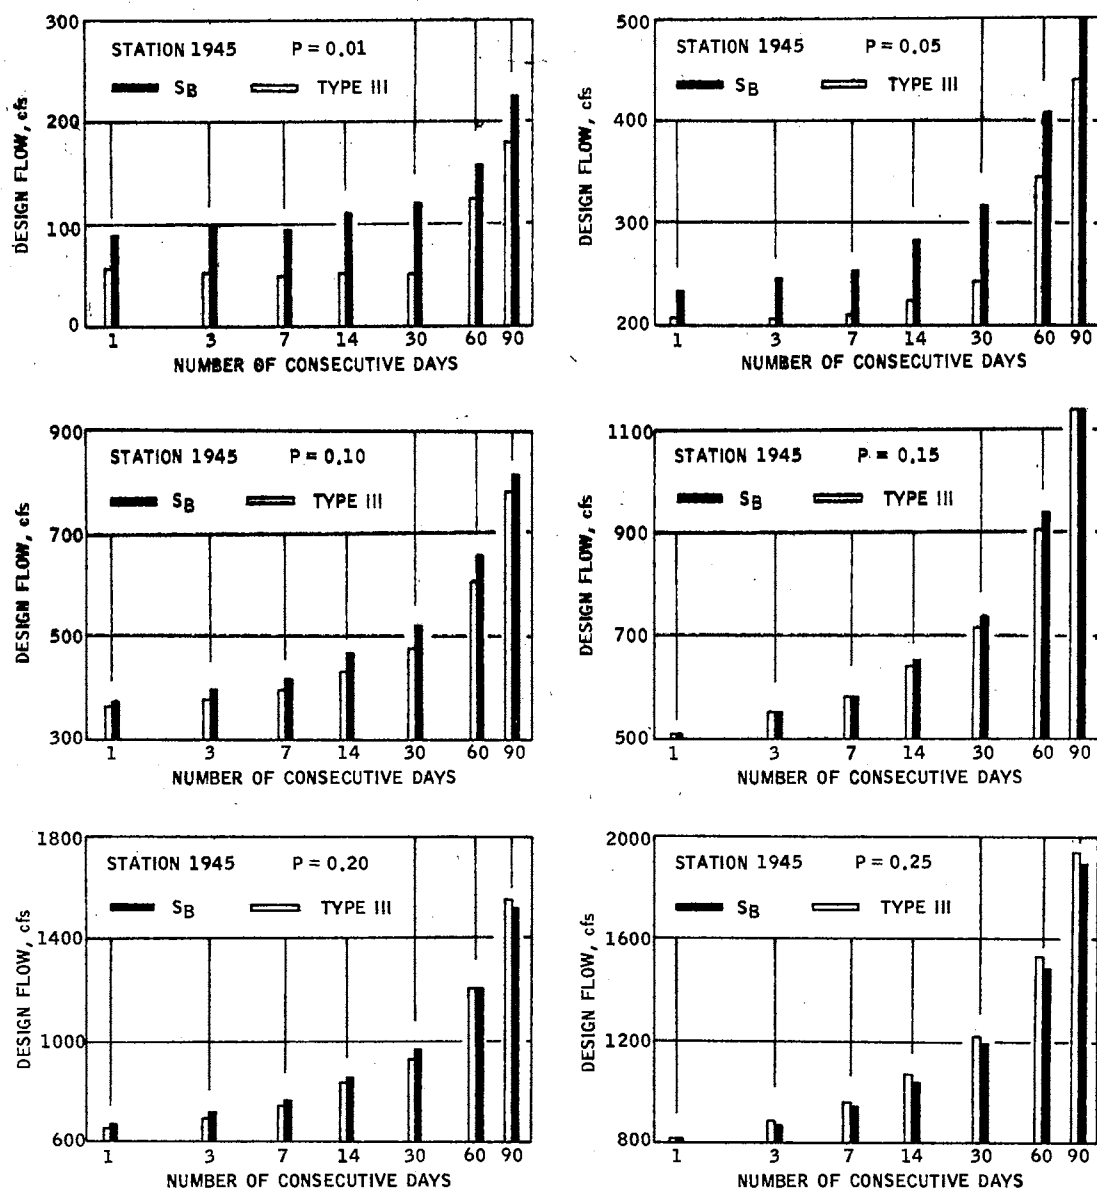 300
STATION 1945 P = 0.01
S_B TYPE III
200
100
0
DESIGN FLOW, cfs
1 3 7 14 30 60 90
NUMBER OF CONSECUTIVE DAYS
500
STATION 1945 P = 0.05
S_B TYPE III
400
300
200
DESIGN FLOW, cfs
1 3 7 14 30 60 90
NUMBER OF CONSECUTIVE DAYS
900
STATION 1945 P = 0.10
S_B TYPE III
700
500
300
DESIGN FLOW, cfs
1 3 7 14 30 60 90
NUMBER OF CONSECUTIVE DAYS
1100
STATION 1945 P = 0.15
S_B TYPE III
900
700
500
DESIGN FLOW, cfs
1 3 7 14 30 60 90
NUMBER OF CONSECUTIVE DAYS
1800
STATION 1945 P = 0.20
S_B TYPE III
1400
1000
600
DESIGN FLOW, cfs
1 3 7 14 30 60 90
NUMBER OF CONSECUTIVE DAYS
2000
STATION 1945 P = 0.25
S_B TYPE III
1600
1200
800
DESIGN FLOW, cfs
1 3 7 14 30 60 90
NUMBER OF CONSECUTIVE DAYS